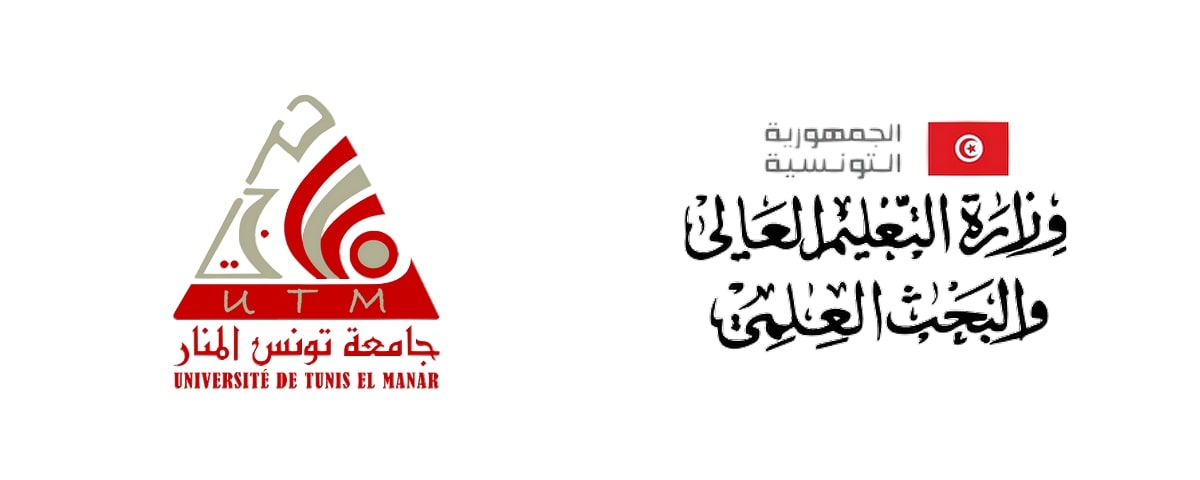 UTM
جامعة تونس المنار
UNIVERSITÉ DE TUNIS EL MANAR
الجمهورية
التونسية
وزارة التعليم العالي
والبحث العلمي